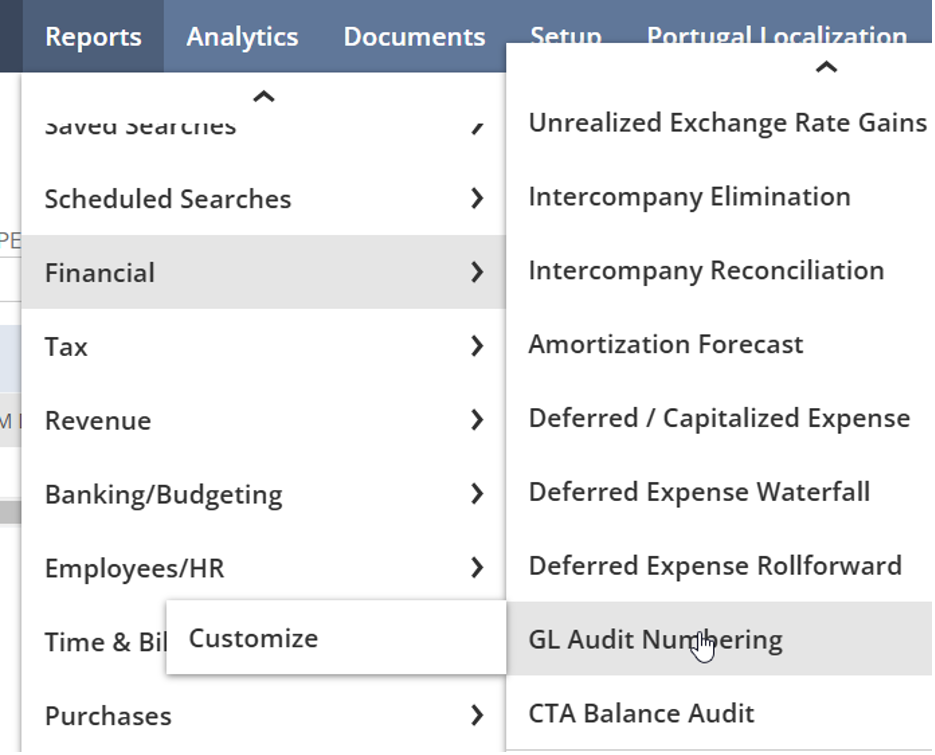 Reports Analytics Documents Setup Portugal Localization
Saved Searches
Scheduled Searches
Financial
Tax
Revenue
Banking/Budgeting
Employees/HR
Time &
Customize
Purchases
Unrealized Exchange Rate Gains
Intercompany Elimination
Intercompany Reconciliation
Amortization Forecast
Deferred / Capitalized Expense
Deferred Expense Waterfall
Deferred Expense Rollforward
GL Audit Numbering
CTA Balance Audit